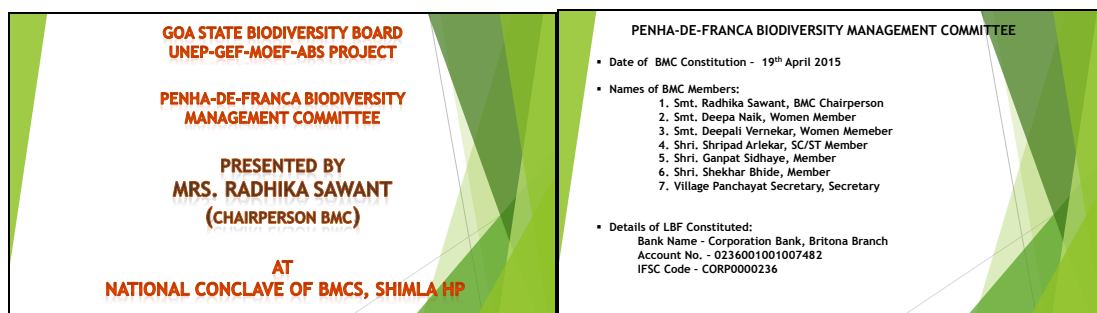 GOA STATE BIODIVERSITY BOARD
UNEP-GEF-MOEF-ABS PROJECT
PENHA-DE-FRANCA BIODIVERSITY
MANAGEMENT COMMITTEE
PRESENTED BY
MRS. RADHIKA SAWANT
(CHAIRPERSON BMC)
AT
NATIONAL CONCLAVE OF BMCS, SHIMLA HP
PENHA-DE-FRANCA BIODIVERSITY MANAGEMENT COMMITTEE
▪ Date of BMC Constitution – 19th April 2015
▪ Names of BMC Members:
1. Smt. Radhika Sawant, BMC Chairperson
2. Smt. Deepa Naik, Women Member
3. Smt. Deepali Vernekar, Women Memeber
4. Shri. Shripad Arlekar, SC/ST Member
5. Shri. Ganpat Sidhaye, Member
6. Shri. Shekhar Bhide, Member
7. Village Panchayat Secretary, Secretary
▪ Details of LBF Constituted:
Bank Name – Corporation Bank, Britona Branch
Account No. – 0236001001007482
IFSC Code – CORP0000236